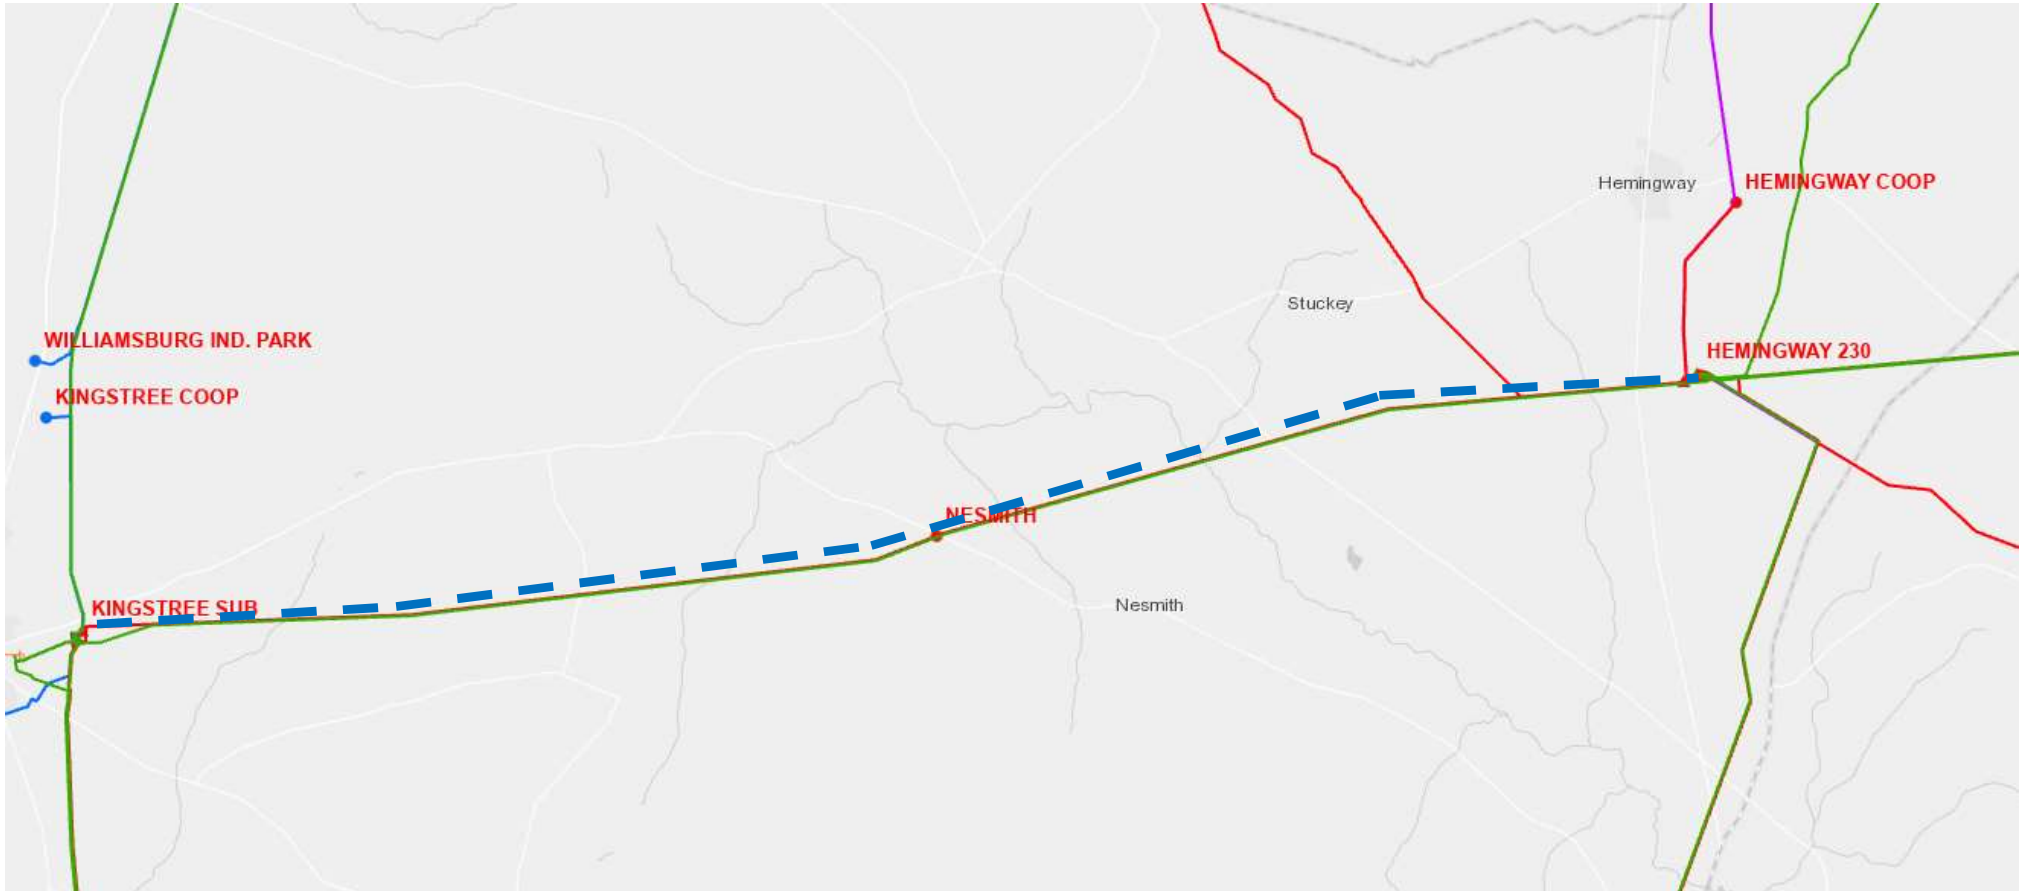 Hemingway
HEMINGWAY COOP
Stuckey
WILLIAMSBURG IND. PARK
HEMINGWAY 230
KINGSTREE COOP
NESMITH
KINGSTREE SUB
Nesmith